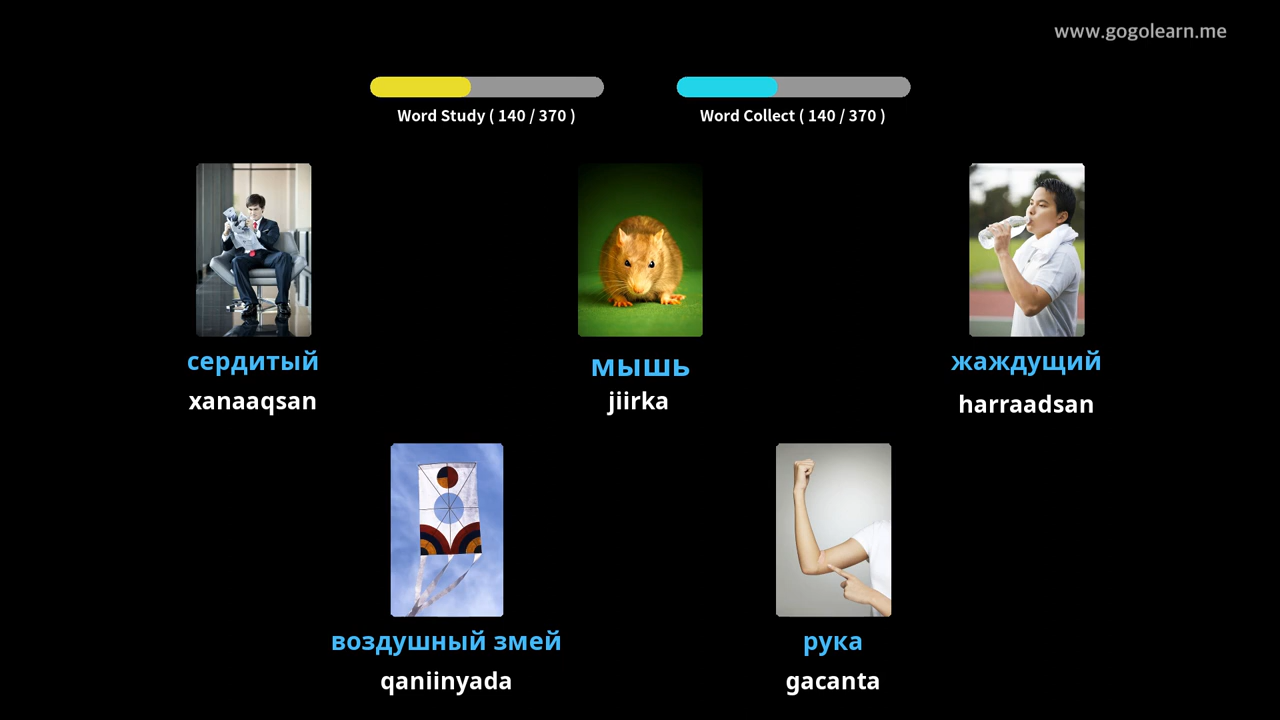 www.gogolearn.me
Word Study ( 140 / 370 )
Word Collect ( 140 / 370 )
сердитый
xanaaqsan
мышь
jiirka
жаждущий
harraadsan
воздушный змей
qaniinyada
рука
gacanta